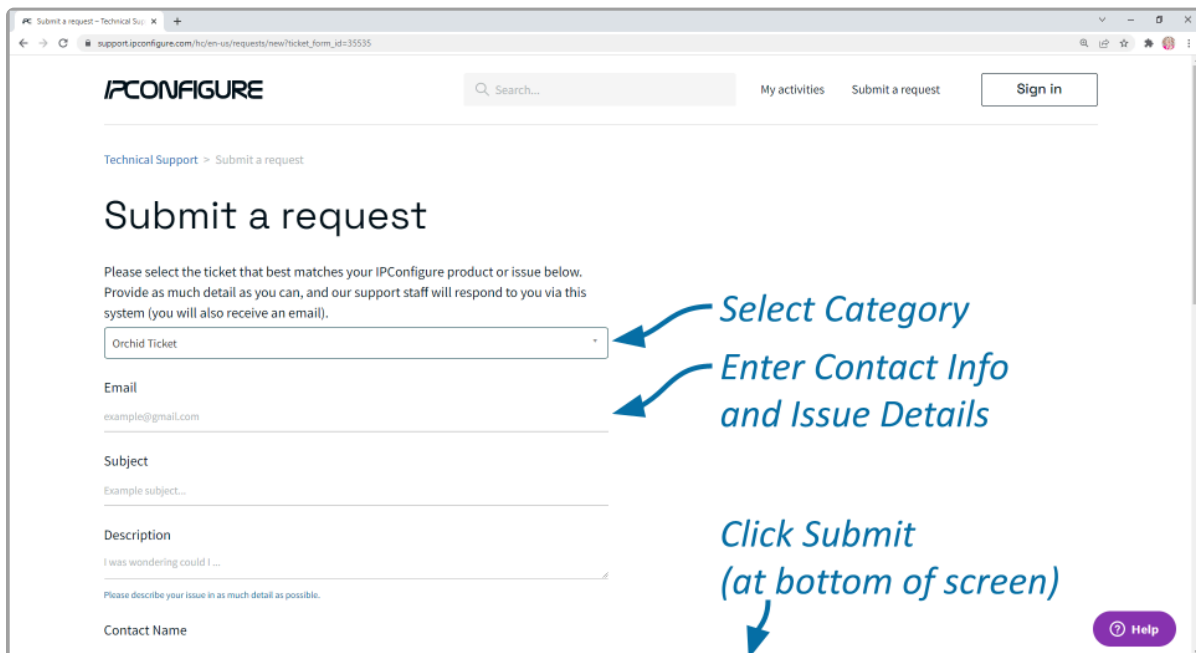 Submit a request – Technical Sup
support.ipconfigure.com/hc/en-us/requests/new?ticket_form_id=35535
IPCONFIGURE
Search...
My activities
Submit a request
Sign in
Technical Support > Submit a request
Submit a request
Please select the ticket that best matches your IPConfigure product or issue below.
Provide as much detail as you can, and our support staff will respond to you via this
system (you will also receive an email).
Select Category
Orchid Ticket
Enter Contact Info
and Issue Details
Email
example@gmail.com
Subject
Example subject...
Description
I was wondering could I ...
Please describe your issue in as much detail as possible.
Click Submit
(at bottom of screen)
Contact Name
Help